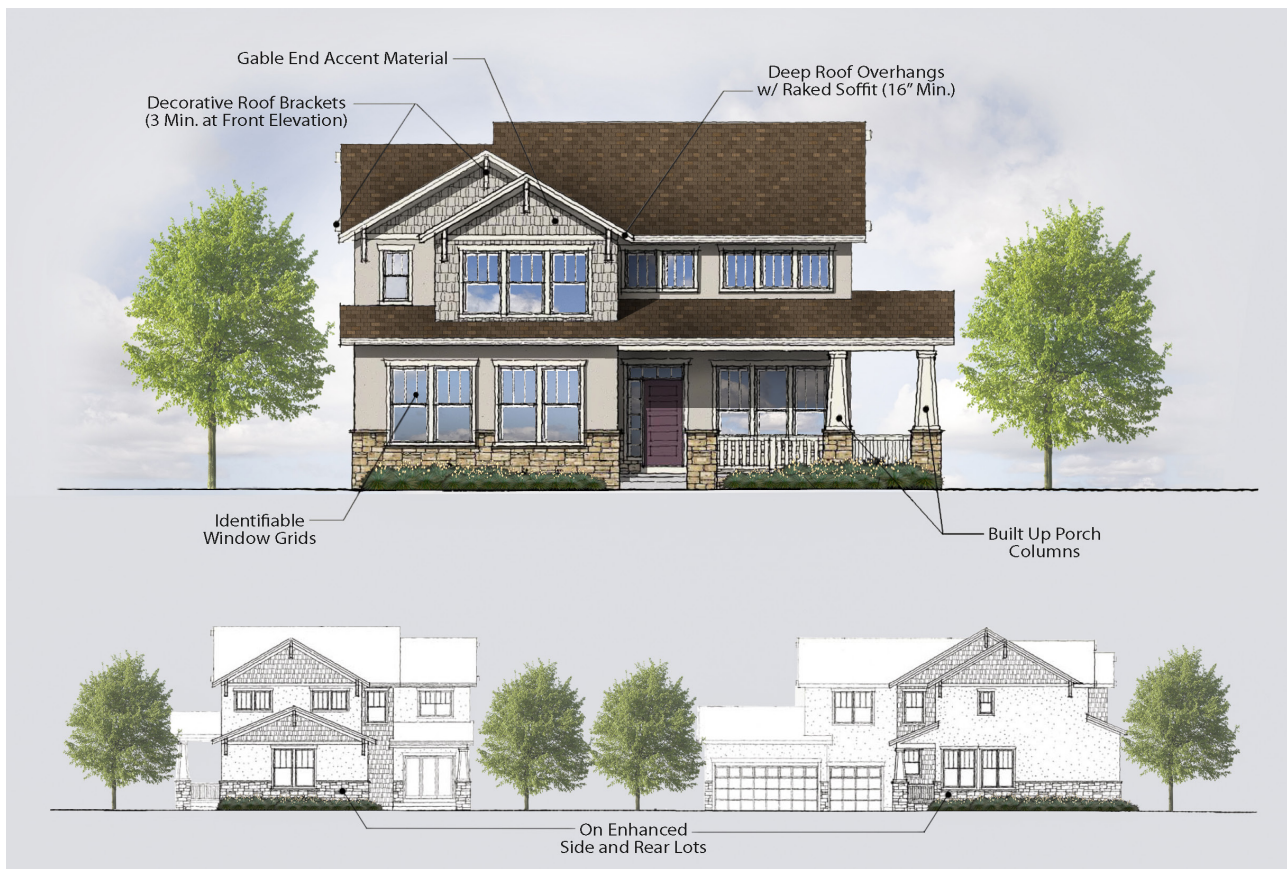 Gable End Accent Material
Deep Roof Overhangs
w/ Raked Soffit (16” Min.)
Decorative Roof Brackets
(3 Min. at Front Elevation)
Identifiable
Window Grids
Built Up Porch
Columns
On Enhanced
Side and Rear Lots